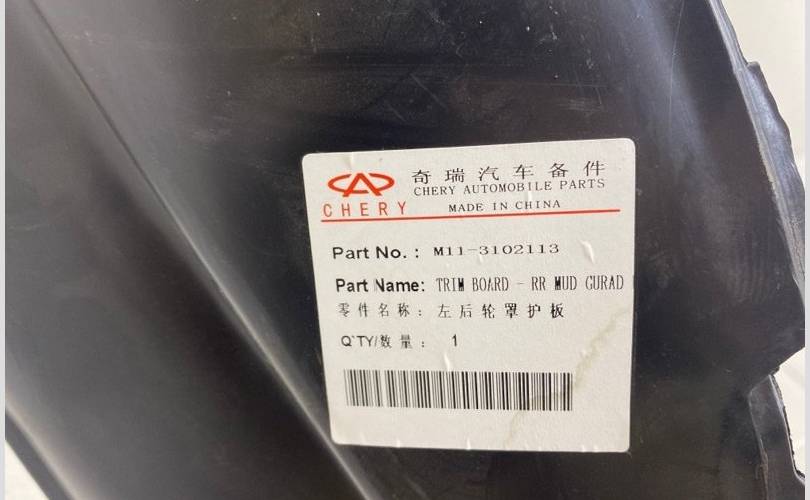 奇瑞汽车备件
CHERY AUTOMOBILE PARTS
CHERY
MADE IN CHINA
Part No. : M11-3102113
Part Name: TRIM BOARD - RR MUD GURAD
零件名称: 左后轮罩护板
Q'TY/数量: 1